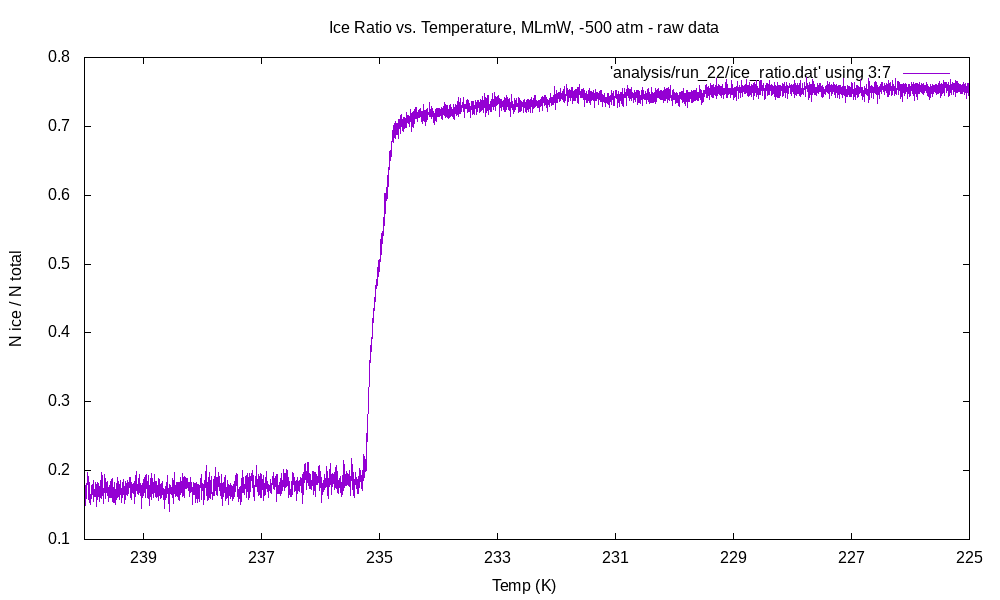 Ice Ratio vs. Temperature, MLmW, -500 atm - raw data
'analysis/run_22/ice_ratio.dat' using 3:7
N ice / N total
0.8
0.7
0.6
0.5
0.4
0.3
0.2
0.1
239 237 235 233 231 229 227 225
Temp (K)